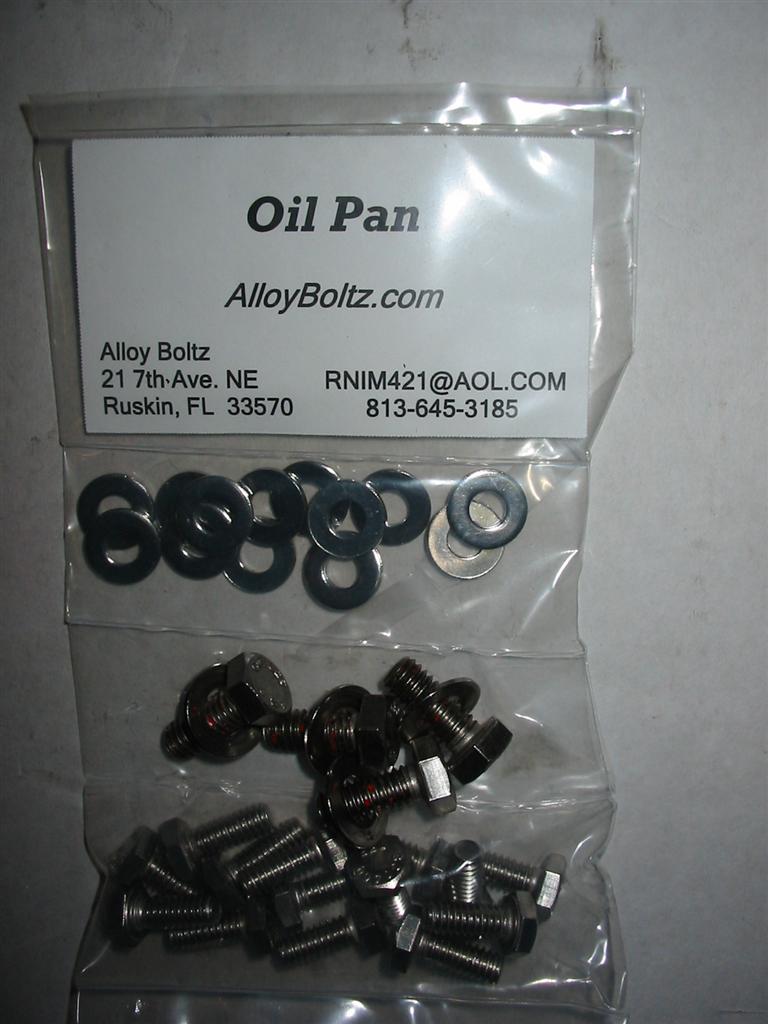 Oil Pan
AlloyBoltz.com
Alloy Boltz
21 7th Ave. NE
Ruskin, FL 33570
RNIM421@AOL.COM
813-645-3185